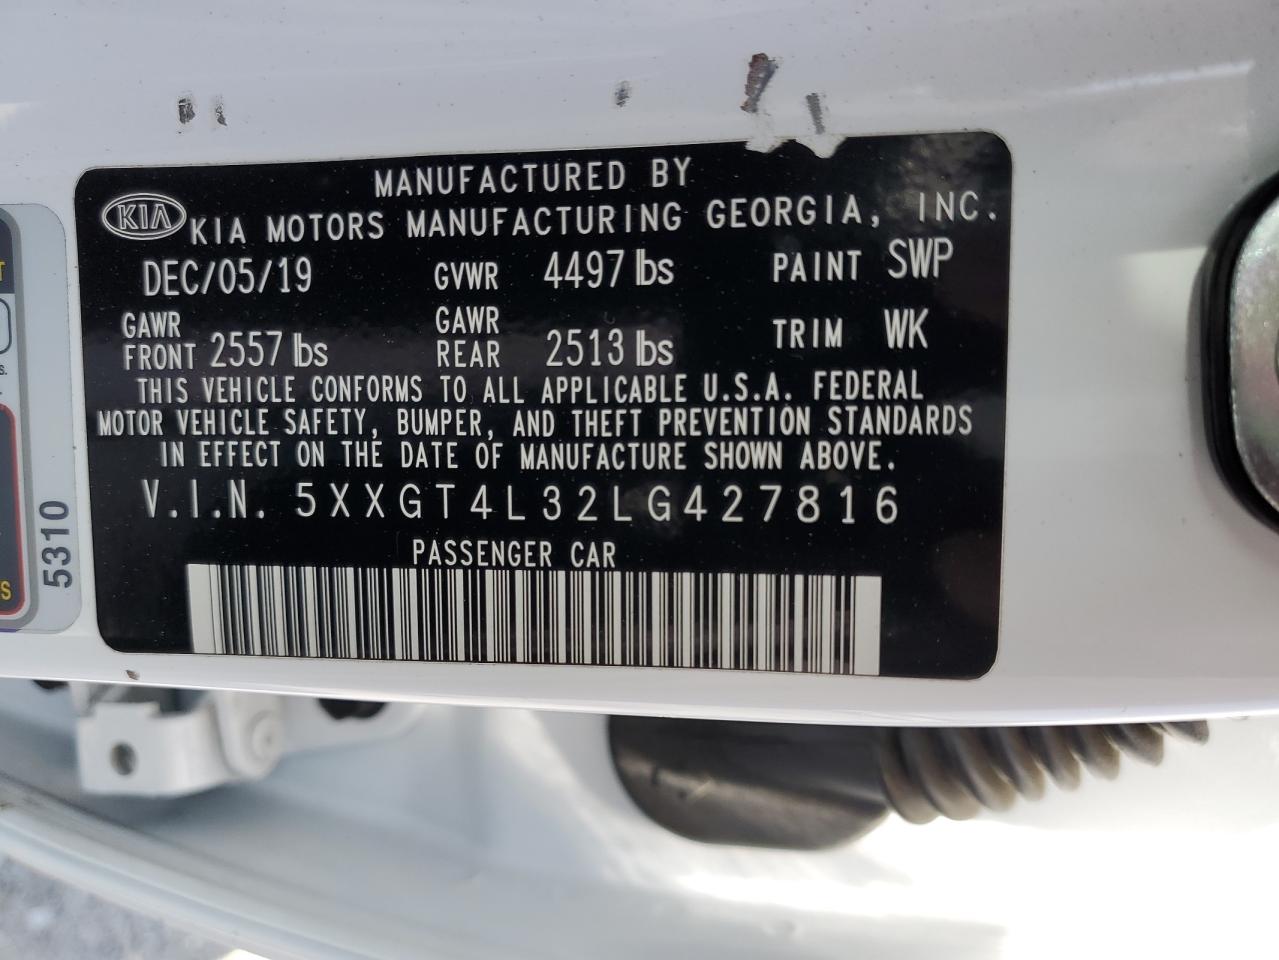 MANUFACTURED BY
KIA KIA MOTORS MANUFACTURING GEORGIA, INC.
DEC/05/19 GVWR 4497 lbs PAINT SWP
GAWR FRONT 2557 lbs GAWR REAR 2513 lbs TRIM WK
THIS VEHICLE CONFORMS TO ALL APPLICABLE U.S.A. FEDERAL
MOTOR VEHICLE SAFETY, BUMPER, AND THEFT PREVENTION STANDARDS
IN EFFECT ON THE DATE OF MANUFACTURE SHOWN ABOVE.
V.I.N. 5XXGT4L32LG427816
PASSENGER CAR
5310